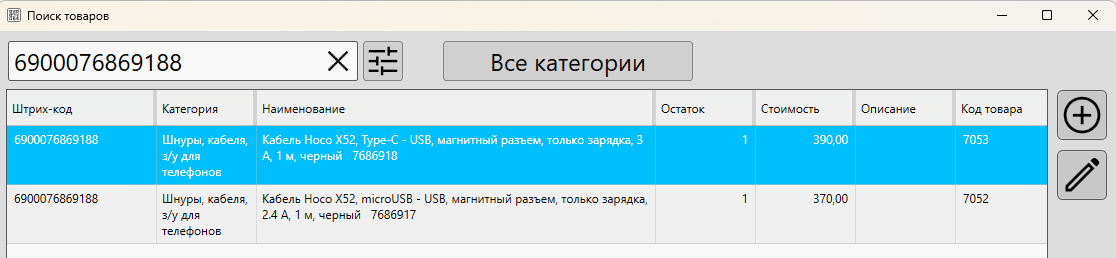 Поиск товаров
6900076869188
Все категории
Штрих-код Категория Наименование Остаток Стоимость Описание Код товара
6900076869188 Шнуры, кабеля, Кабель Hoco X52, Type-C - USB, магнитный разъем, только зарядка, 3 1 390,00 7053
з/у для А, 1 м, черный 7686918
телефонов
6900076869188 Шнуры, кабеля, Кабель Hoco X52, microUSB - USB, магнитный разъем, только зарядка, 1 370,00 7052
з/у для 2.4 А, 1 м, черный 7686917
телефонов